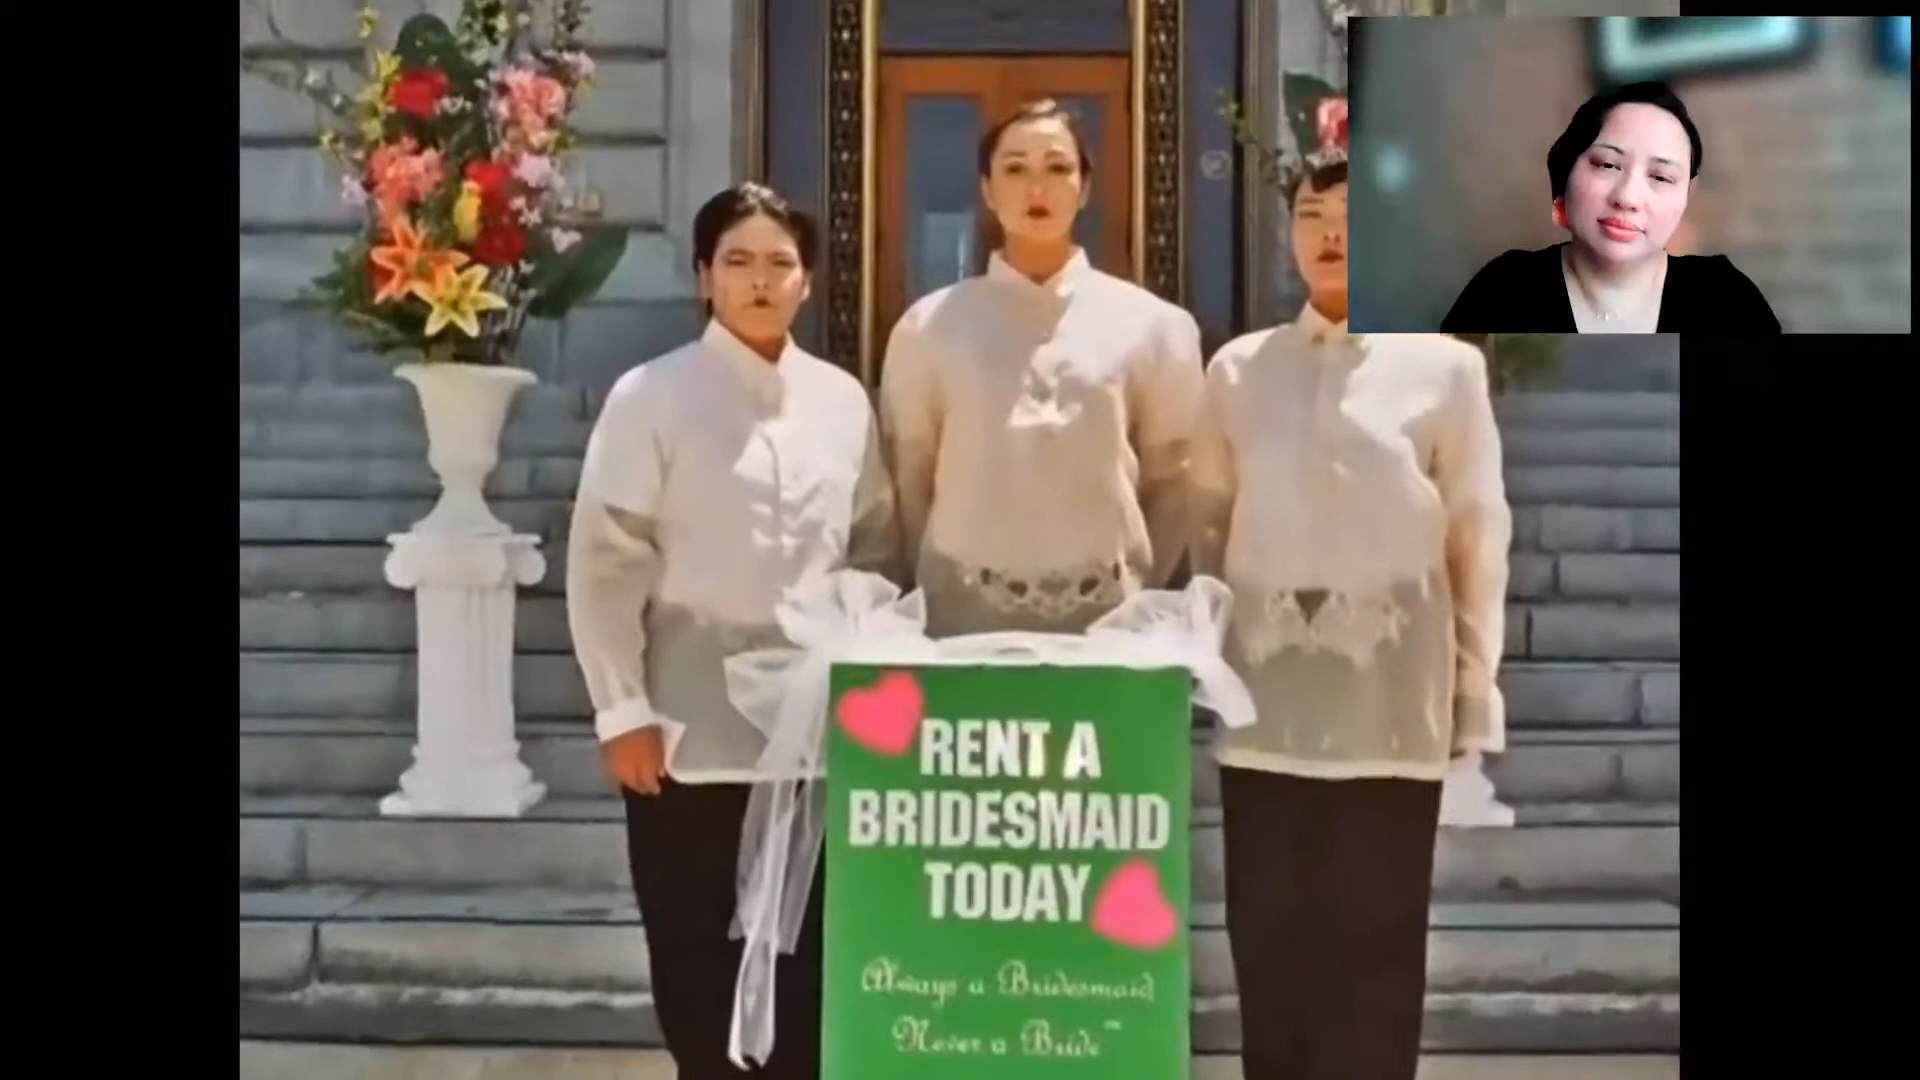 RENT A
BRIDESMAID
TODAY
Always a Bridesmaid
Never a Bride™